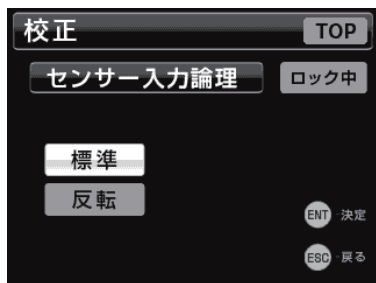 校正 TOP
センサー入力論理 ロック中
標準
反転
ENT 決定
ESC 戻る